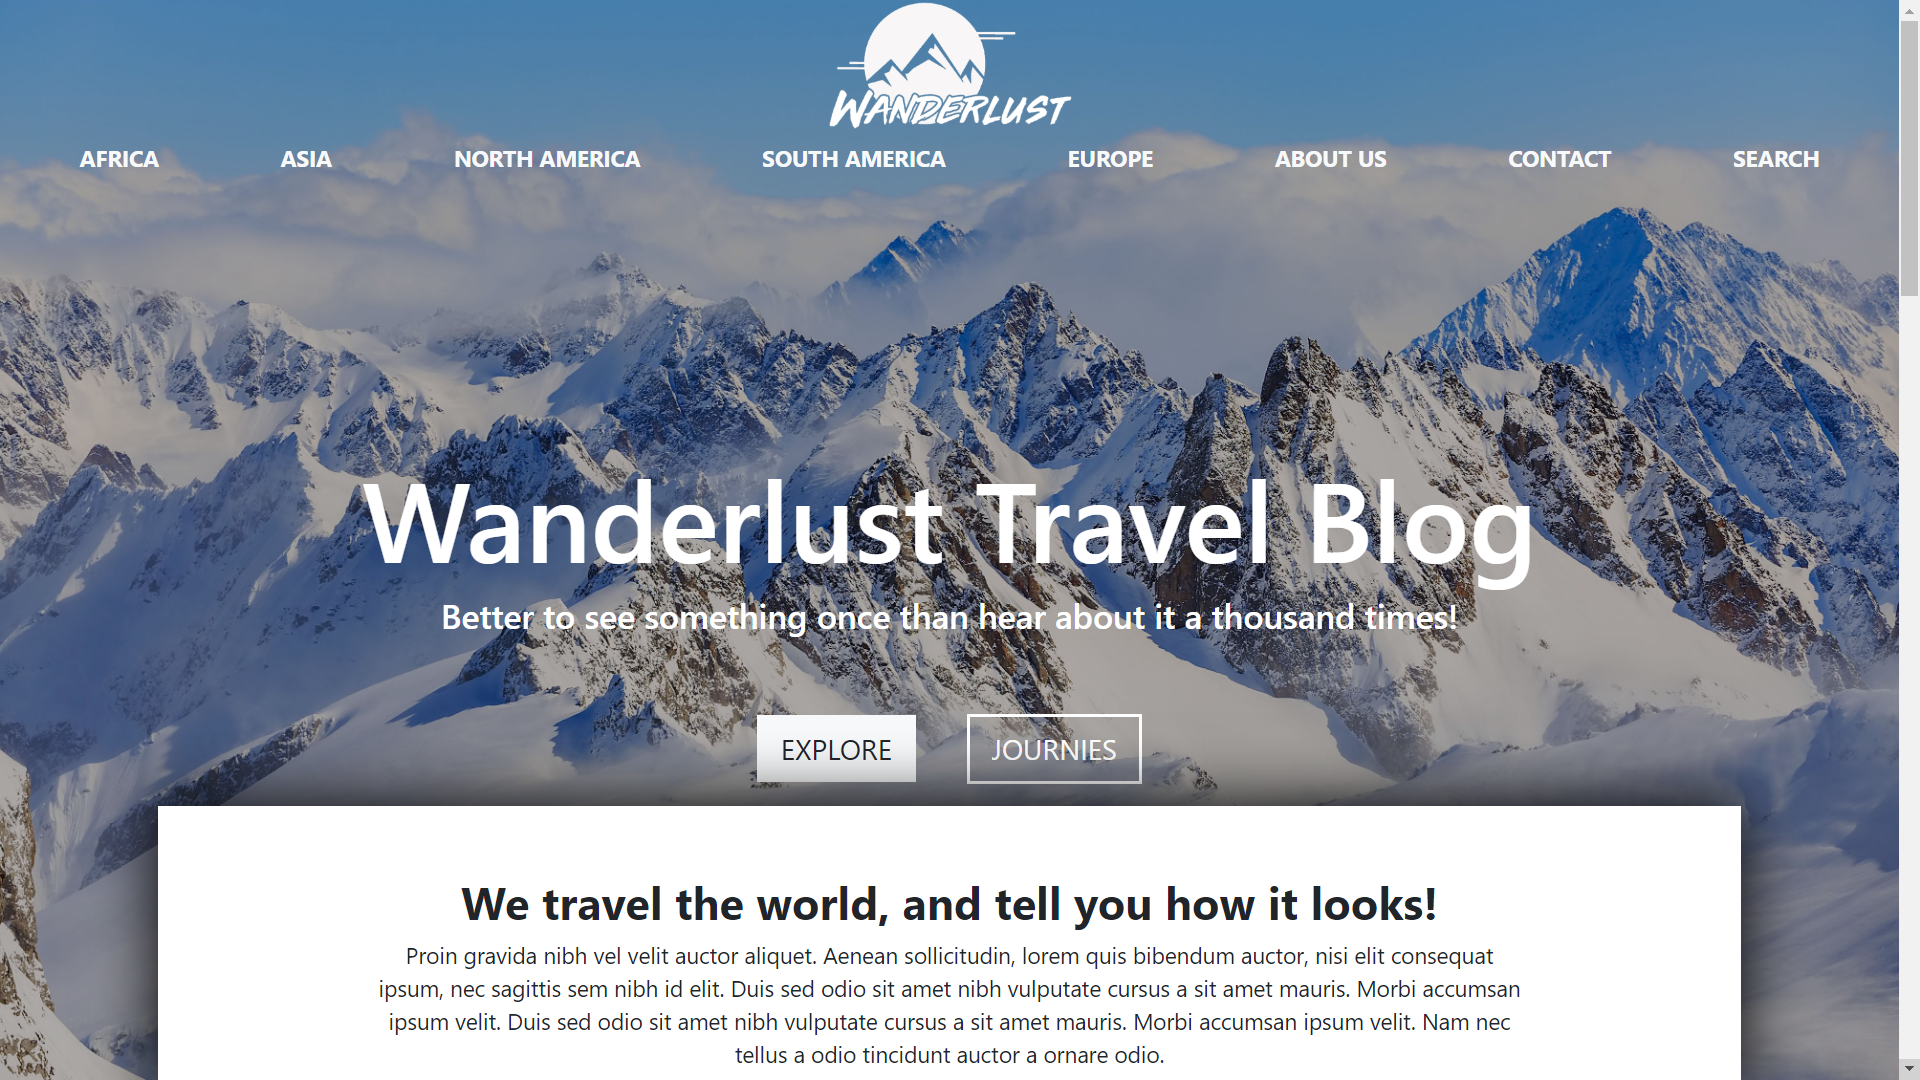 WANDERLUST
AFRICA ASIA NORTH AMERICA SOUTH AMERICA EUROPE ABOUT US CONTACT SEARCH
Wanderlust Travel Blog
Better to see something once than hear about it a thousand times!
EXPLORE JOURNIES
We travel the world, and tell you how it looks!
Proin gravida nibh vel velit auctor aliquet. Aenean sollicitudin, lorem quis bibendum auctor, nisi elit consequat
ipsum, nec sagittis sem nibh id elit. Duis sed odio sit amet nibh vulputate cursus a sit amet mauris. Morbi accumsan
ipsum velit. Duis sed odio sit amet nibh vulputate cursus a sit amet mauris. Morbi accumsan ipsum velit. Nam nec
tellus a odio tincidunt auctor a ornare odio.